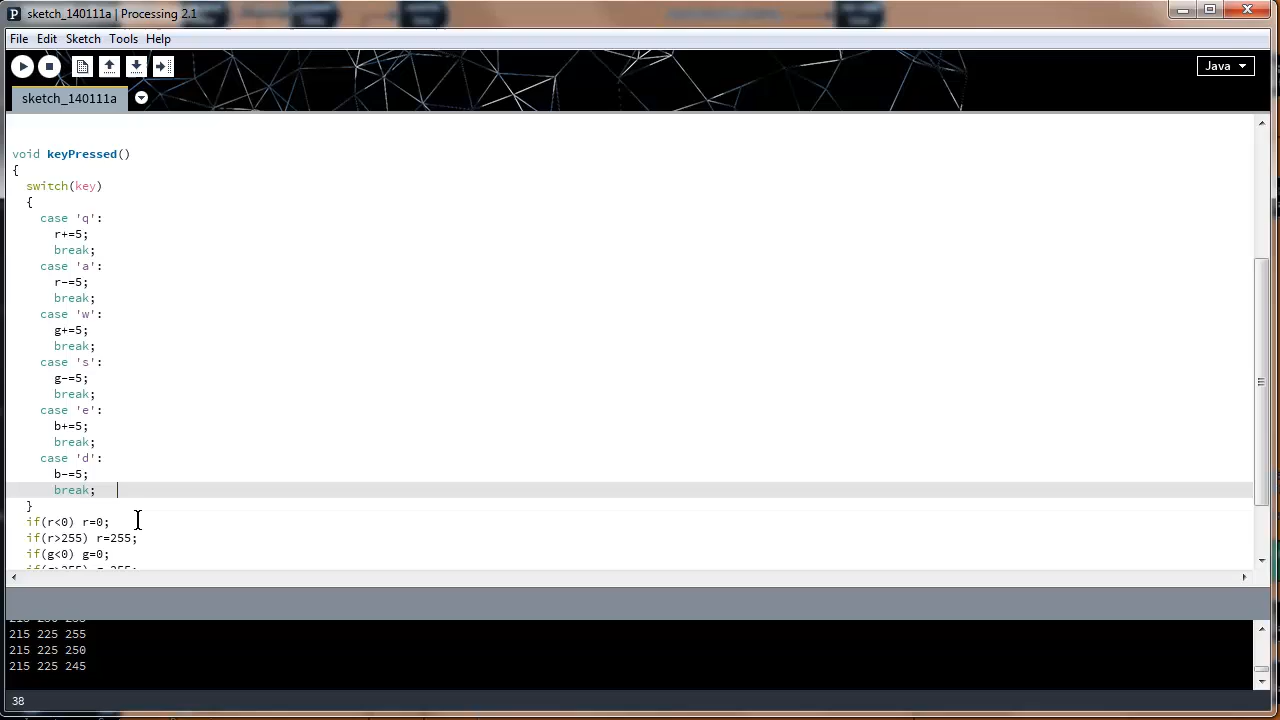 sketch_140111a | Processing 2.1
File Edit Sketch Tools Help
Java
sketch_140111a
void keyPressed()
{
switch(key)
{
case 'q':
r+=5;
break;
case 'a':
r-=5;
break;
case 'w':
g+=5;
break;
case 's':
g-=5;
break;
case 'e':
b+=5;
break;
case 'd':
b-=5;
break;
}
if(r<0) r=0;
if(r>255) r=255;
if(g<0) g=0;
215 225 255
215 225 250
215 225 245
38